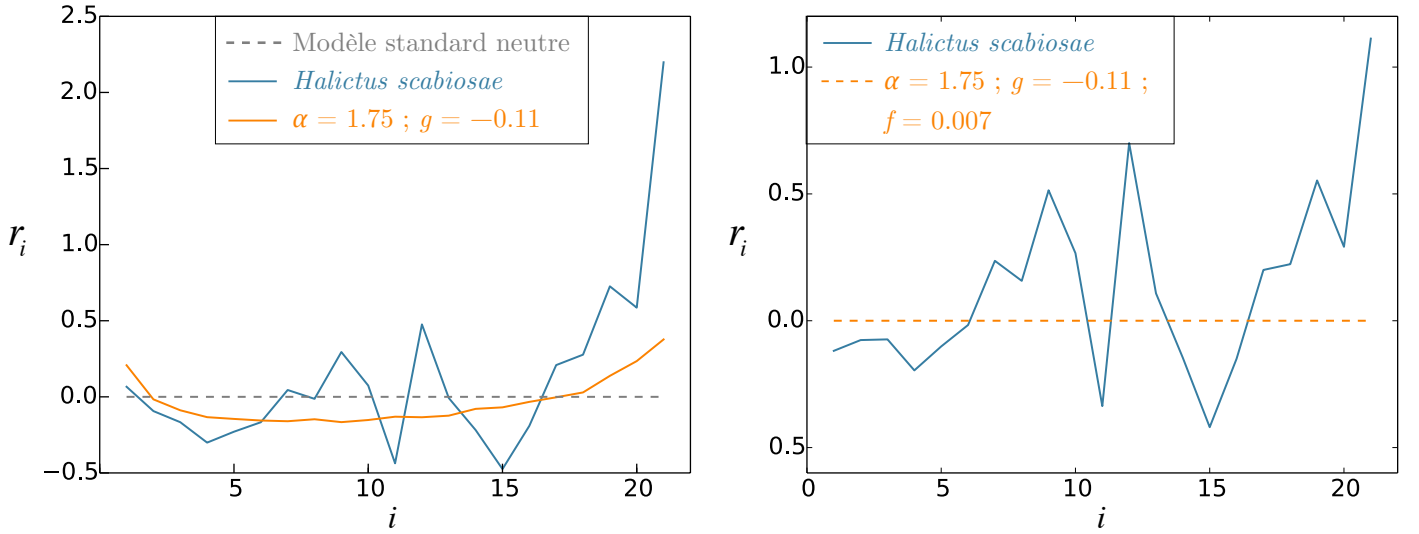 2.5
2.0
1.5
1.0
0.5
0.0
−0.5
r_i
5
10
15
20
i
Modèle standard neutre
Halictus scabiosae
α = 1.75 ; g = −0.11
1.0
0.5
0.0
0.5
r_i
0
5
10
15
20
i
Halictus scabiosae
α = 1.75 ; g = −0.11 ;
f = 0.007